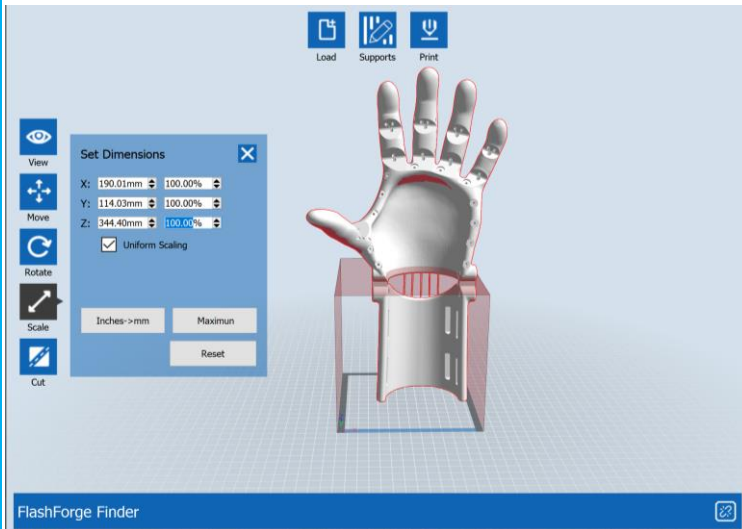 Load Supports Print
View
Move
Rotate
Scale
Cut
Set Dimensions
X: 190.01mm 100.00%
Y: 114.03mm 100.00%
Z: 344.40mm 100.00%
Uniform Scaling
Inches->mm Maximun
Reset
FlashForge Finder